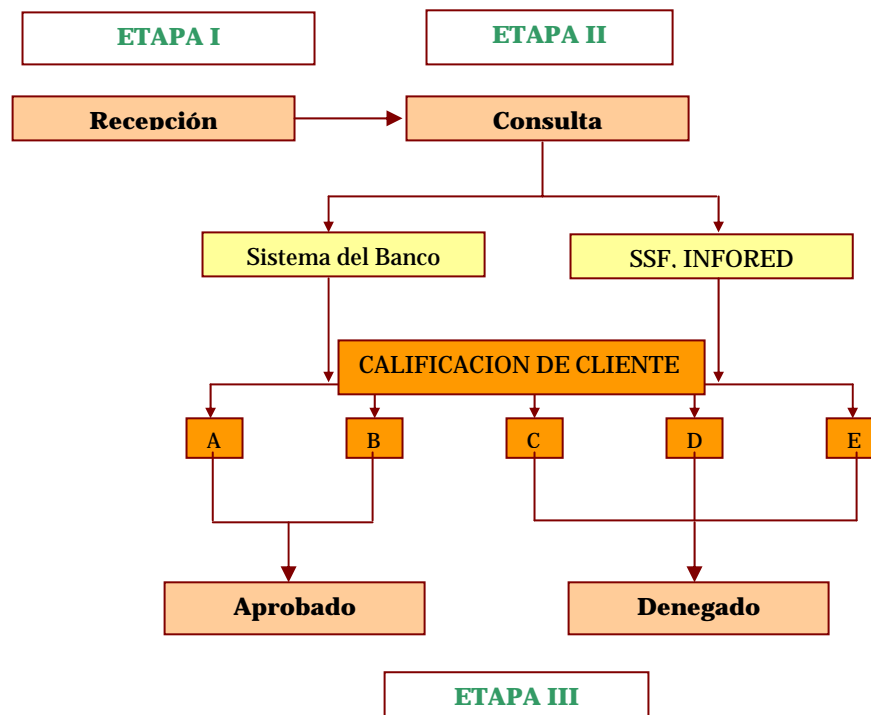 ETAPA I
ETAPA II
Recepción
Consulta
Sistema del Banco
SSF, INFORED
CALIFICACION DE CLIENTE
A
B
C
D
E
Aprobado
Denegado
ETAPA III